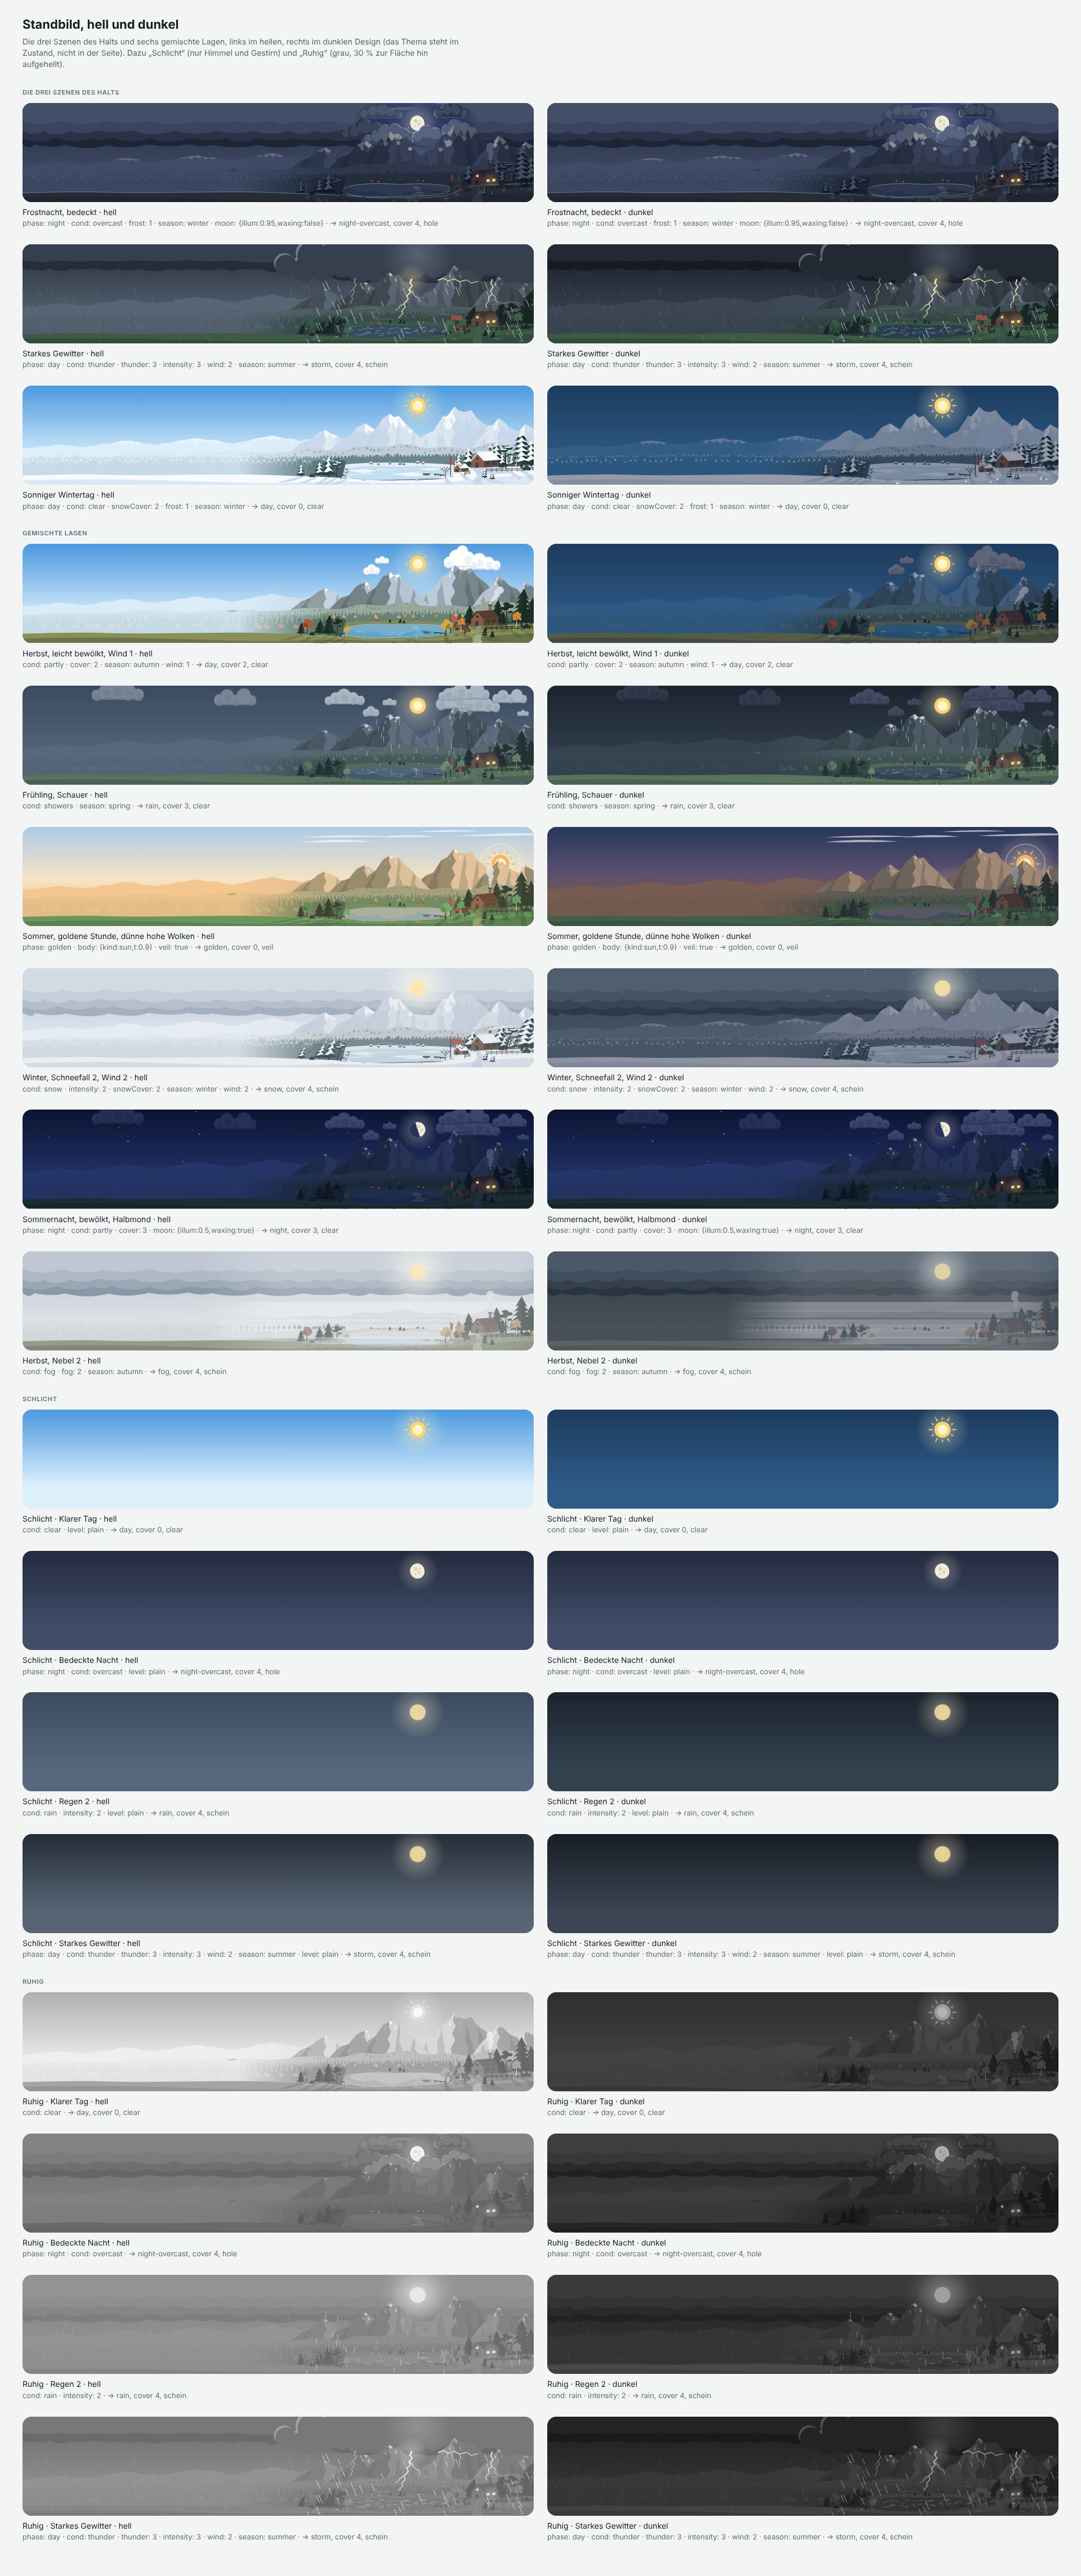 Standbild, hell und dunkel
Die drei Szenen des Halts und sechs gemischte Lagen, links im hellen, rechts im dunklen Design (das Thema steht im
Zustand, nicht in der Seite). Dazu „Schlicht“ (nur Himmel und Gestirn) und „Ruhig“ (grau, 30 % zur Fläche hin
aufgehellt).
DIE DREI SZENEN DES HALTS
Frostnacht, bedeckt · hell
phase: night · cond: overcast · frost: 1 · season: winter · moon: {illum:0.95,waxing:false} · → night-overcast, cover 4, hole
Frostnacht, bedeckt · dunkel
phase: night · cond: overcast · frost: 1 · season: winter · moon: {illum:0.95,waxing:false} · → night-overcast, cover 4, hole
Starkes Gewitter · hell
phase: day · cond: thunder · thunder: 3 · intensity: 3 · wind: 2 · season: summer · → storm, cover 4, schein
Starkes Gewitter · dunkel
phase: day · cond: thunder · thunder: 3 · intensity: 3 · wind: 2 · season: summer · → storm, cover 4, schein
Sonniger Wintertag · hell
phase: day · cond: clear · snowCover: 2 · frost: 1 · season: winter · → day, cover 0, clear
Sonniger Wintertag · dunkel
phase: day · cond: clear · snowCover: 2 · frost: 1 · season: winter · → day, cover 0, clear
GEMISCHTE LAGEN
Herbst, leicht bewölkt, Wind 1 · hell
cond: partly · cover: 2 · season: autumn · wind: 1 · → day, cover 2, clear
Herbst, leicht bewölkt, Wind 1 · dunkel
cond: partly · cover: 2 · season: autumn · wind: 1 · → day, cover 2, clear
Frühling, Schauer · hell
cond: showers · season: spring · → rain, cover 3, clear
Frühling, Schauer · dunkel
cond: showers · season: spring · → rain, cover 3, clear
Sommer, goldene Stunde, dünne hohe Wolken · hell
phase: golden · body: {kind:sun,t:0.9} · veil: true · → golden, cover 0, veil
Sommer, goldene Stunde, dünne hohe Wolken · dunkel
phase: golden · body: {kind:sun,t:0.9} · veil: true · → golden, cover 0, veil
Winter, Schneefall 2, Wind 2 · hell
cond: snow · intensity: 2 · snowCover: 2 · season: winter · wind: 2 · → snow, cover 4, schein
Winter, Schneefall 2, Wind 2 · dunkel
cond: snow · intensity: 2 · snowCover: 2 · season: winter · wind: 2 · → snow, cover 4, schein
Sommernacht, bewölkt, Halbmond · hell
phase: night · cond: partly · cover: 3 · moon: {illum:0.5,waxing:true} · → night, cover 3, clear
Sommernacht, bewölkt, Halbmond · dunkel
phase: night · cond: partly · cover: 3 · moon: {illum:0.5,waxing:true} · → night, cover 3, clear
Herbst, Nebel 2 · hell
cond: fog · fog: 2 · season: autumn · → fog, cover 4, schein
Herbst, Nebel 2 · dunkel
cond: fog · fog: 2 · season: autumn · → fog, cover 4, schein
SCHLICHT
Schlicht · Klarer Tag · hell
cond: clear · level: plain · → day, cover 0, clear
Schlicht · Klarer Tag · dunkel
cond: clear · level: plain · → day, cover 0, clear
Schlicht · Bedeckte Nacht · hell
phase: night · cond: overcast · level: plain · → night-overcast, cover 4, hole
Schlicht · Bedeckte Nacht · dunkel
phase: night · cond: overcast · level: plain · → night-overcast, cover 4, hole
Schlicht · Regen 2 · hell
cond: rain · intensity: 2 · level: plain · → rain, cover 4, schein
Schlicht · Regen 2 · dunkel
cond: rain · intensity: 2 · level: plain · → rain, cover 4, schein
Schlicht · Starkes Gewitter · hell
phase: day · cond: thunder · thunder: 3 · intensity: 3 · wind: 2 · season: summer · level: plain · → storm, cover 4, schein
Schlicht · Starkes Gewitter · dunkel
phase: day · cond: thunder · thunder: 3 · intensity: 3 · wind: 2 · season: summer · level: plain · → storm, cover 4, schein
RUHIG
Ruhig · Klarer Tag · hell
cond: clear · → day, cover 0, clear
Ruhig · Klarer Tag · dunkel
cond: clear · → day, cover 0, clear
Ruhig · Bedeckte Nacht · hell
phase: night · cond: overcast · → night-overcast, cover 4, hole
Ruhig · Bedeckte Nacht · dunkel
phase: night · cond: overcast · → night-overcast, cover 4, hole
Ruhig · Regen 2 · hell
cond: rain · intensity: 2 · → rain, cover 4, schein
Ruhig · Regen 2 · dunkel
cond: rain · intensity: 2 · → rain, cover 4, schein
Ruhig · Starkes Gewitter · hell
phase: day · cond: thunder · thunder: 3 · intensity: 3 · wind: 2 · season: summer · → storm, cover 4, schein
Ruhig · Starkes Gewitter · dunkel
phase: day · cond: thunder · thunder: 3 · intensity: 3 · wind: 2 · season: summer · → storm, cover 4, schein